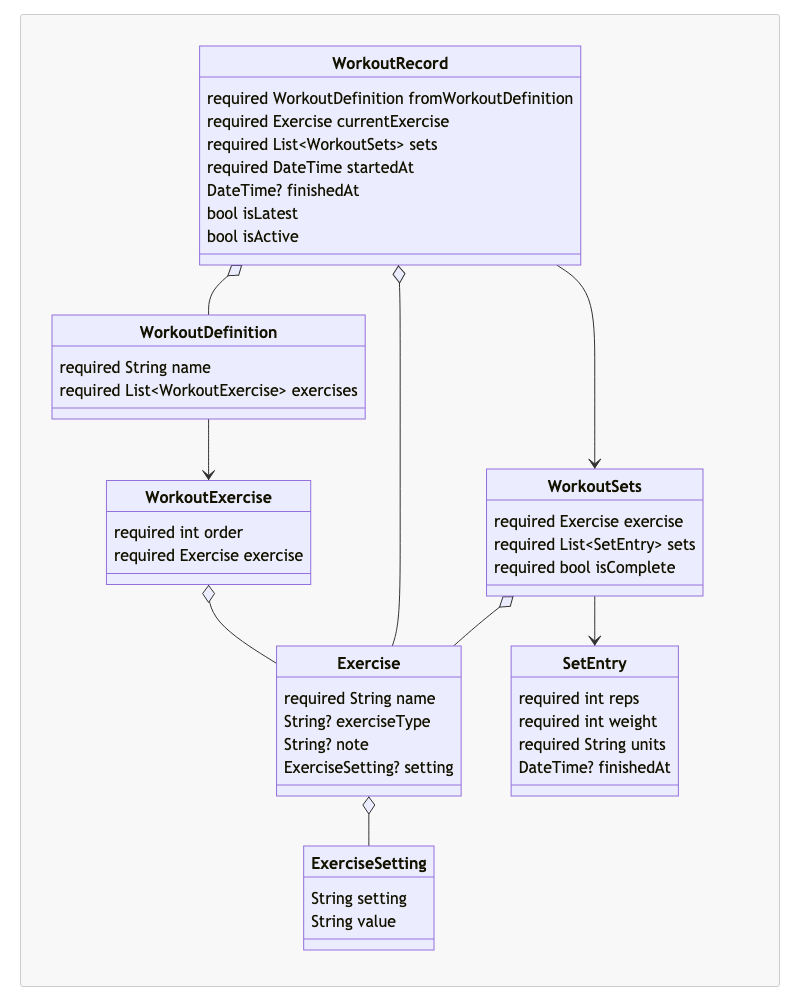 WorkoutRecord
required WorkoutDefinition fromWorkoutDefinition
required Exercise currentExercise
required List<WorkoutSets> sets
required DateTime startedAt
DateTime? finishedAt
bool isLatest
bool isActive
WorkoutDefinition
required String name
required List<WorkoutExercise> exercises
WorkoutExercise
required int order
required Exercise exercise
WorkoutSets
required Exercise exercise
required List<SetEntry> sets
required bool isComplete
Exercise
required String name
String? exerciseType
String? note
ExerciseSetting? setting
SetEntry
required int reps
required int weight
required String units
DateTime? finishedAt
ExerciseSetting
String setting
String value